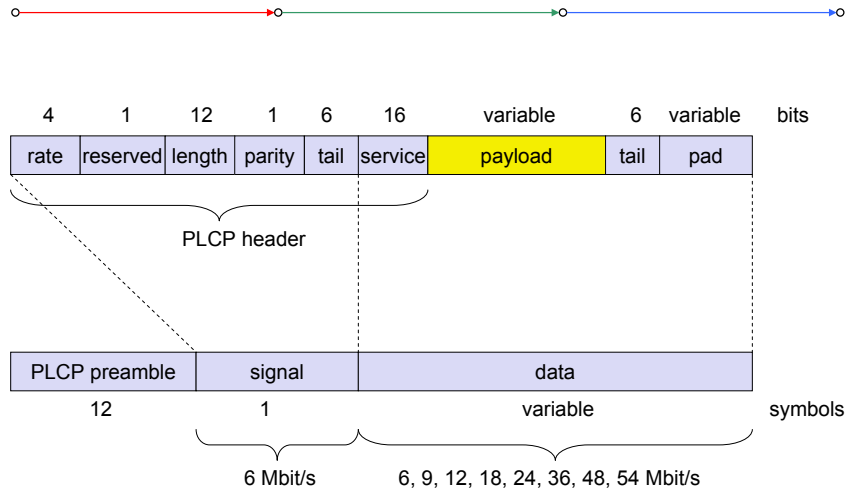 4 1 12 1 6 16 variable 6 variable bits
rate reserved length parity tail service payload tail pad
PLCP header
PLCP preamble signal data
12 1 variable symbols
6 Mbit/s 6, 9, 12, 18, 24, 36, 48, 54 Mbit/s